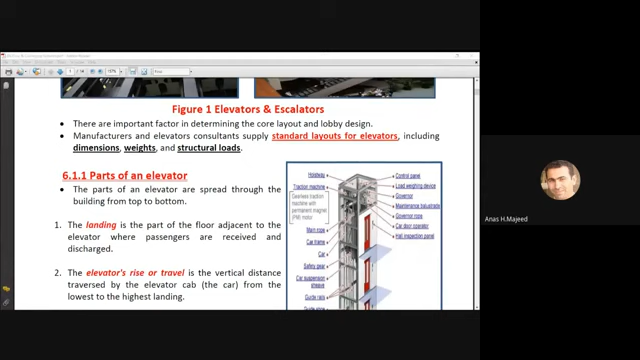 Figure 1 Elevators & Escalators
• There are important factor in determining the core layout and lobby design.
• Manufacturers and elevators consultants supply standard layouts for elevators, including
dimensions, weights, and structural loads.
6.1.1 Parts of an elevator
• The parts of an elevator are spread through the
building from top to bottom.
1. The landing is the part of the floor adjacent to the
elevator where passengers are received and
discharged.
2. The elevator's rise or travel is the vertical distance
traversed by the elevator cab (the car) from the
lowest to the highest landing.
Hoistway
Traction machine
Gearless traction
machine with
permanent magnet
(PM) motor
Main rope
Car frame
Car
Safety gear
Car suspension
sheave
Guide rails
Control panel
Load weighing device
Governor
Maintenance balustrade
Governor rope
Car door operator
Hall inspection panel
Anas H.Majeed